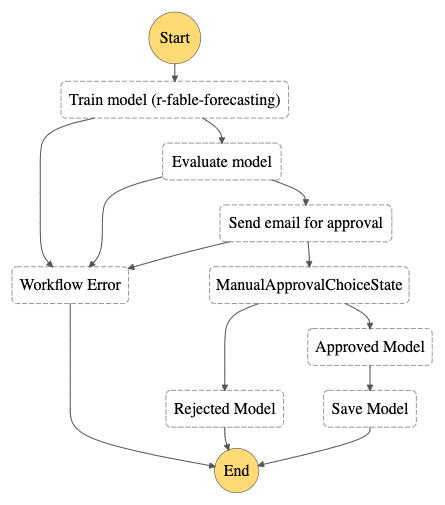 Start
Train model (r-fable-forecasting)
Evaluate model
Send email for approval
Workflow Error
ManualApprovalChoiceState
Approved Model
Rejected Model
Save Model
End